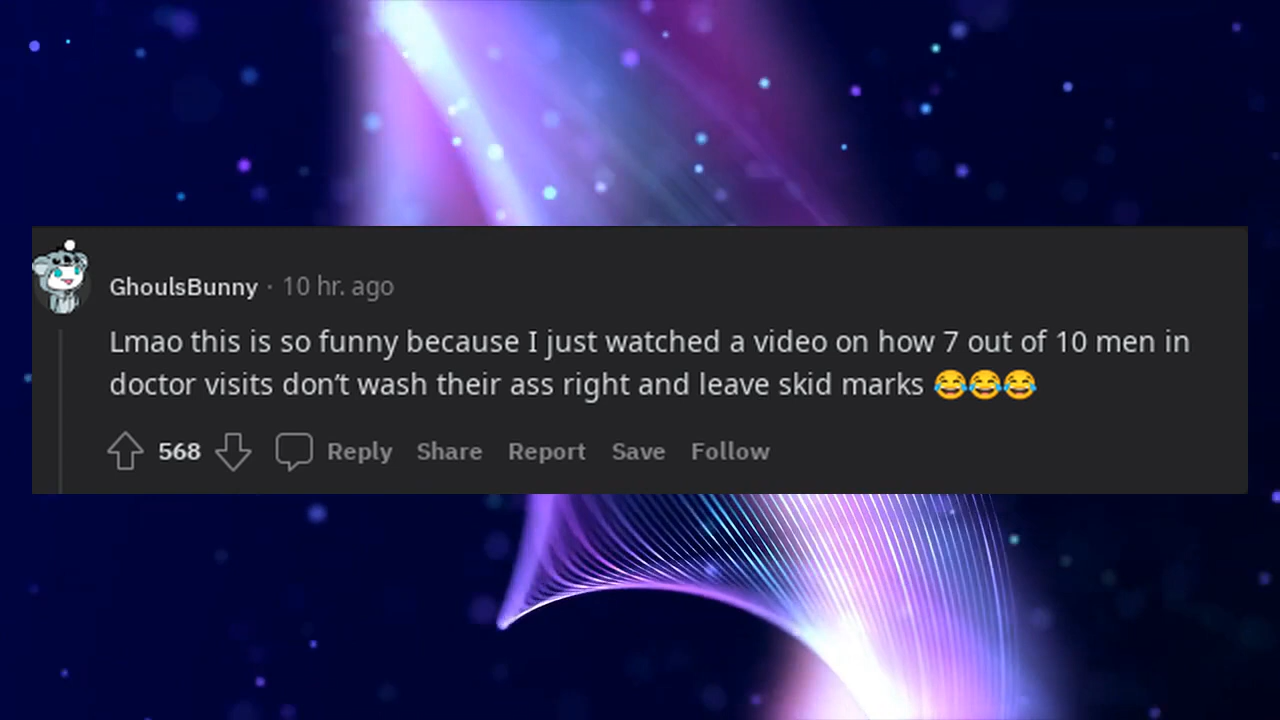 GhoulsBunny · 10 hr. ago
Lmao this is so funny because I just watched a video on how 7 out of 10 men in
doctor visits don’t wash their ass right and leave skid marks 😂😂😂
568 Reply Share Report Save Follow